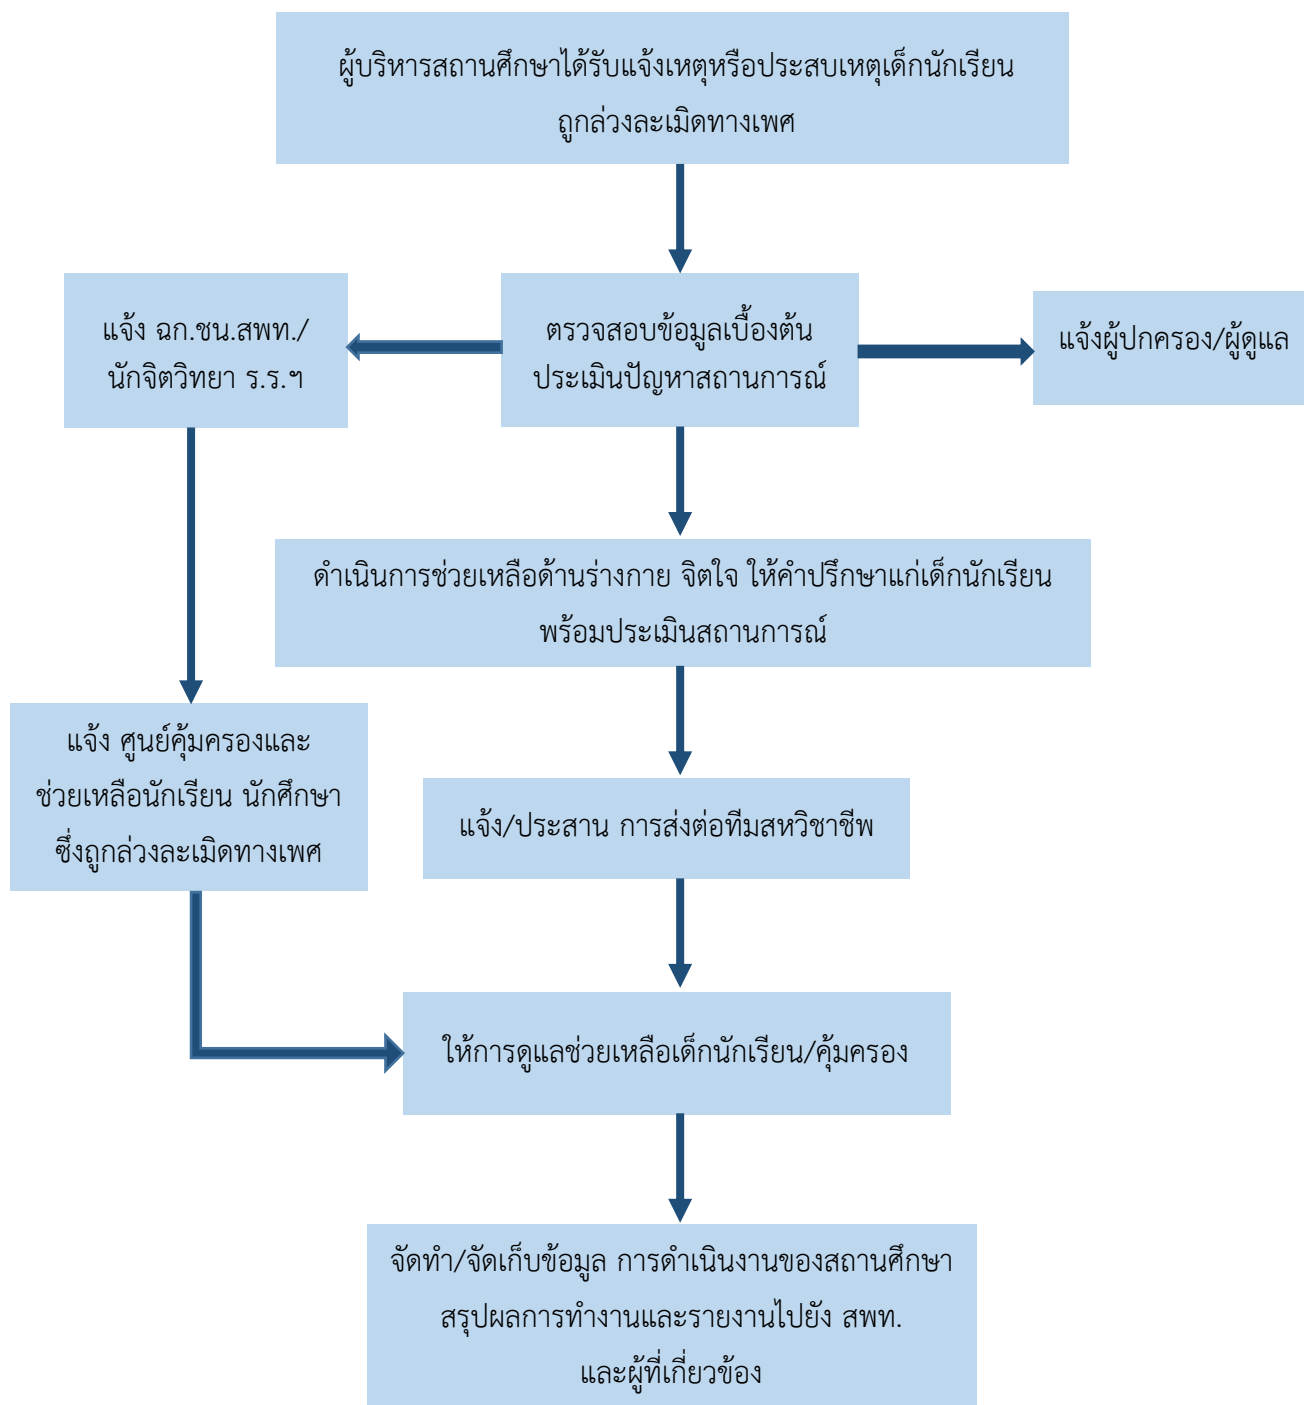 ผู้บริหารสถานศึกษาได้รับแจ้งเหตุหรือประสบเหตุเด็กนักเรียน
ถูกล่วงละเมิดทางเพศ
แจ้ง ฉก.ชน.สพท./
นักจิตวิทยา ร.ร.ฯ
ตรวจสอบข้อมูลเบื้องต้น
ประเมินปัญหาสถานการณ์
แจ้งผู้ปกครอง/ผู้ดูแล
ดำเนินการช่วยเหลือด้านร่างกาย จิตใจ ให้คำปรึกษาแก่เด็กนักเรียน
พร้อมประเมินสถานการณ์
แจ้ง ศูนย์คุ้มครองและ
ช่วยเหลือนักเรียน นักศึกษา
ซึ่งถูกล่วงละเมิดทางเพศ
แจ้ง/ประสาน การส่งต่อทีมสหวิชาชีพ
ให้การดูแลช่วยเหลือเด็กนักเรียน/คุ้มครอง
จัดทำ/จัดเก็บข้อมูล การดำเนินงานของสถานศึกษา
สรุปผลการทำงานและรายงานไปยัง สพท.
และผู้ที่เกี่ยวข้อง